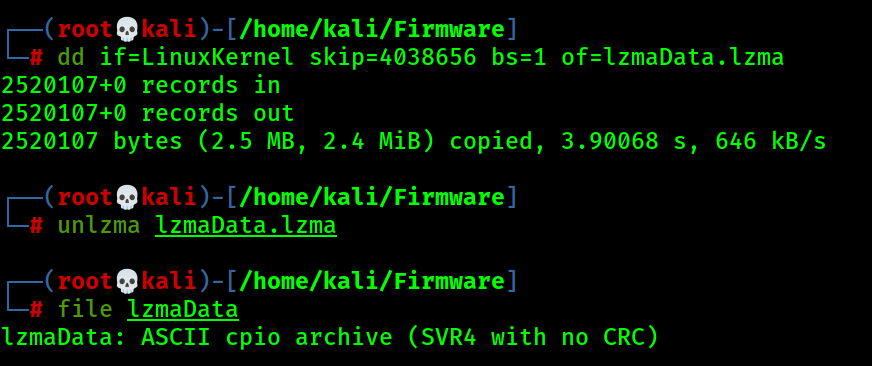 ┌──(root💀kali)-[/home/kali/Firmware]
└─# dd if=LinuxKernel skip=4038656 bs=1 of=lzmaData.lzma
2520107+0 records in
2520107+0 records out
2520107 bytes (2.5 MB, 2.4 MiB) copied, 3.90068 s, 646 kB/s
┌──(root💀kali)-[/home/kali/Firmware]
└─# unlzma lzmaData.lzma
┌──(root💀kali)-[/home/kali/Firmware]
└─# file lzmaData
lzmaData: ASCII cpio archive (SVR4 with no CRC)